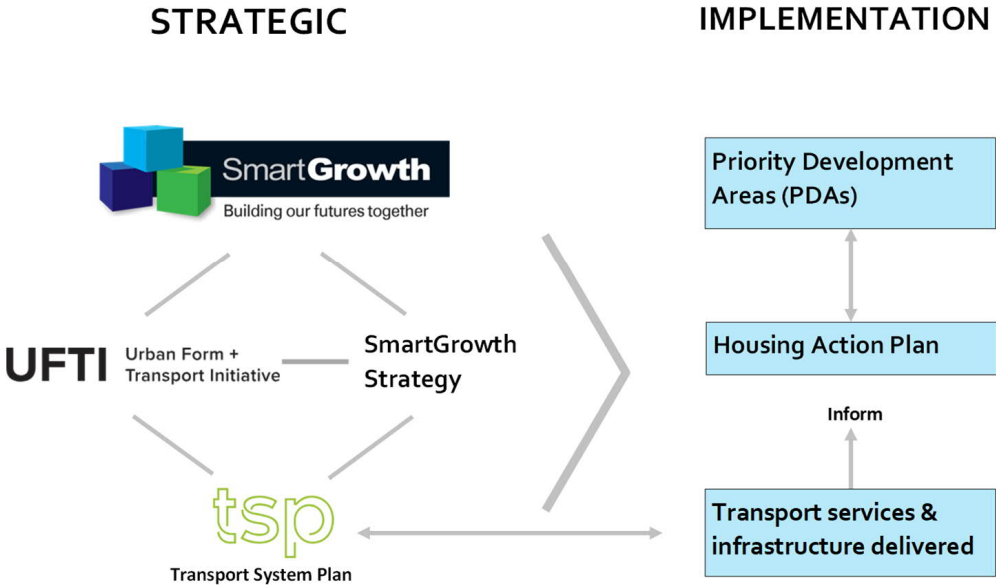 STRATEGIC
IMPLEMENTATION
SmartGrowth
Building our futures together
Priority Development
Areas (PDAs)
UFTI
Urban Form +
Transport Initiative
SmartGrowth
Strategy
Housing Action Plan
Inform
tsp
Transport System Plan
Transport services &
infrastructure delivered